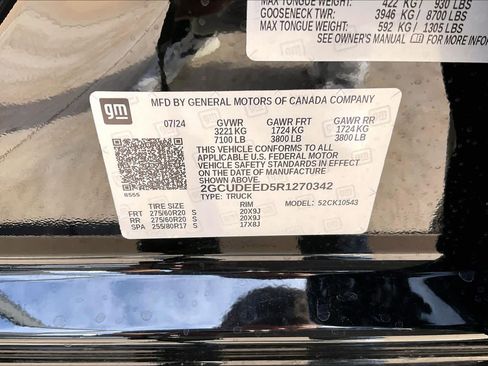 MAX TONGUE WEIGHT: 422 KG/ 930 LBS
GOOSENECK TWR: 3946 KG / 8700 LBS
MAX TONGUE WEIGHT: 592 KG / 1305 LBS
SEE OWNER'S MANUAL FOR MORE INFOR
gm
MFD BY GENERAL MOTORS OF CANADA COMPANY
07/24 GVWR GAWR FRT GAWR RR
3221 KG 1724 KG 1724 KG
7100 LB 3800 LB 3800 LB
THIS VEHICLE CONFORMS TO ALL
APPLICABLE U.S. FEDERAL MOTOR
VEHICLE SAFETY STANDARDS IN EFFECT
ON THE DATE OF MANUFACTURE SHOWN ABOVE.
2GCUDEED5R1270342
TYPE: TRUCK 52CK10543
TIRE SIZE RIM
FRT 275/60R20 S 20X9J
RR 275/60R20 S 20X9J
SPA 255/80R17 S 17X8J